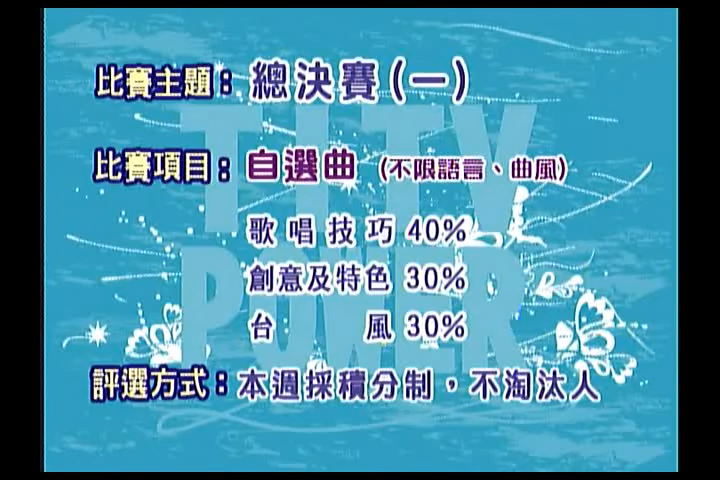 比賽主題：總決賽(一)
比賽項目：自選曲 (不限語言、曲風)
歌唱技巧 40%
創意及特色 30%
台風 30%
評選方式：本週採積分制，不淘汰人
TITV
POWER